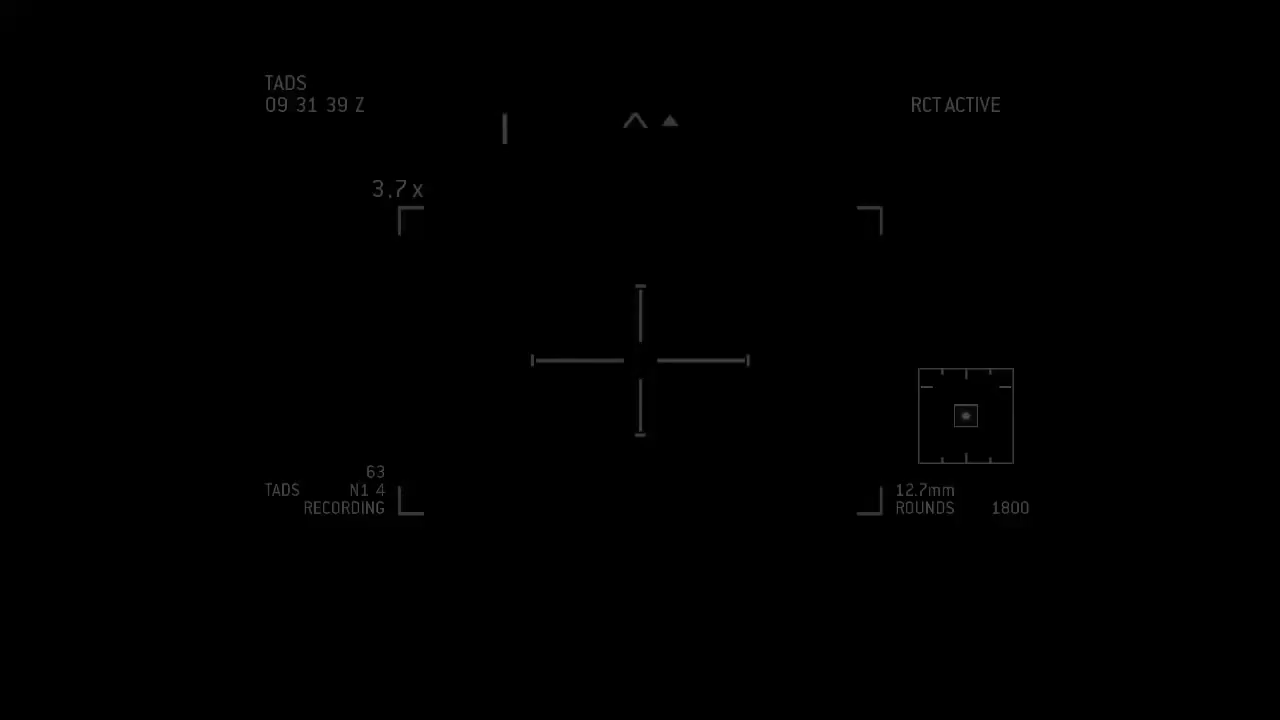 TADS
09 31 39 Z
RCT ACTIVE
3.7 x
63
TADS N1 4
RECORDING
12.7mm
ROUNDS 1800